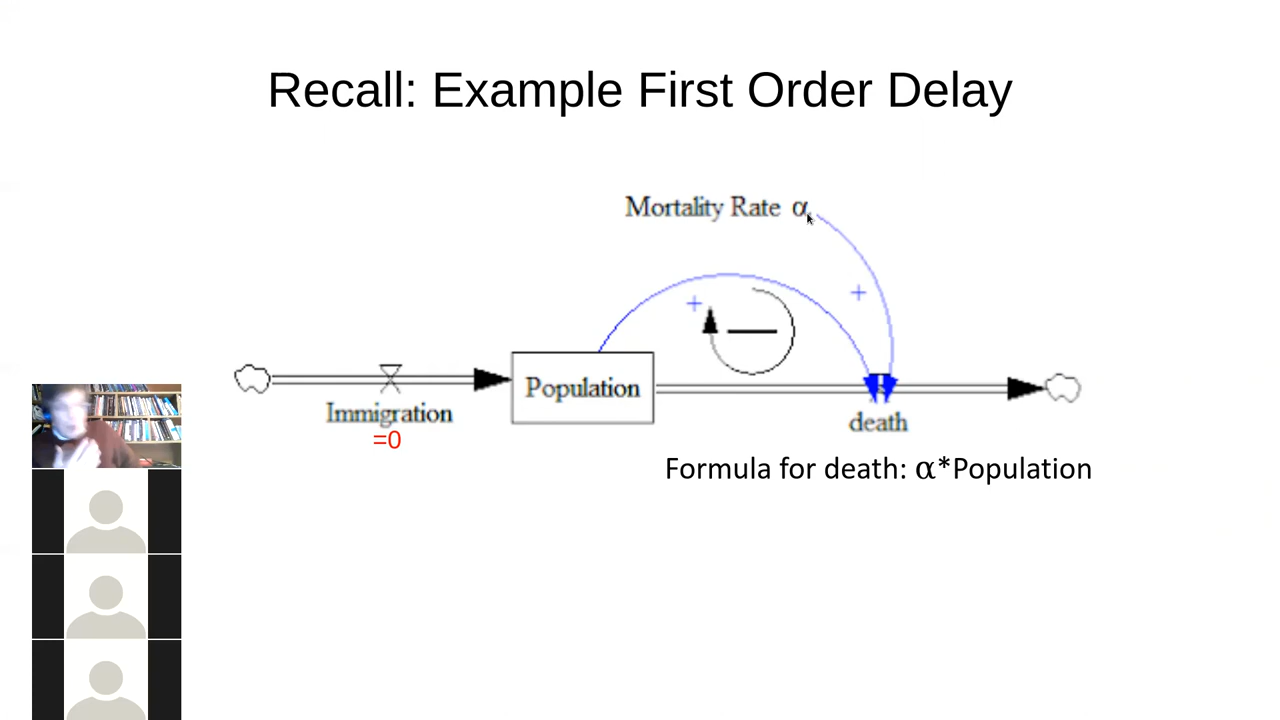 Recall: Example First Order Delay
Mortality Rate α
+
+
Population
Immigration
=0
death
Formula for death: α*Population